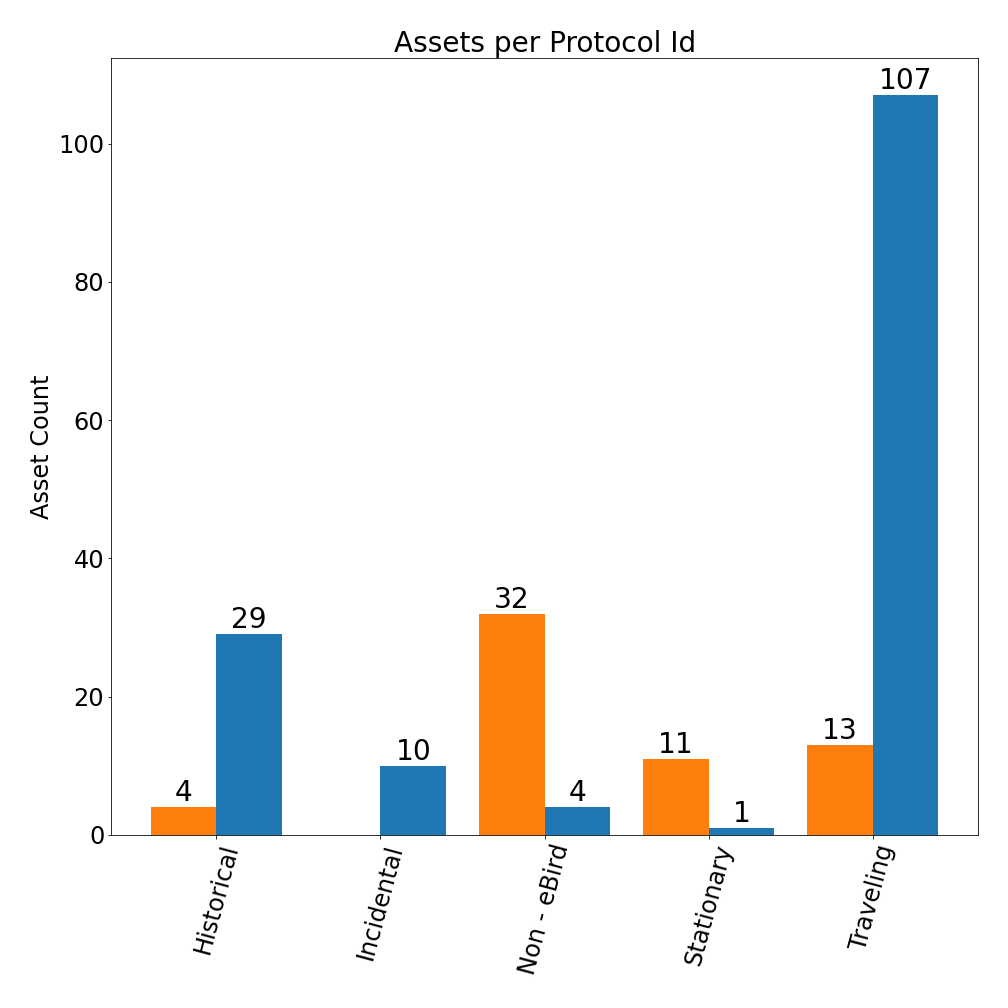 Assets per Protocol Id
Asset Count
100
80
60
40
20
0
4
29
10
32
4
11
1
13
107
Historical
Incidental
Non - eBird
Stationary
Traveling